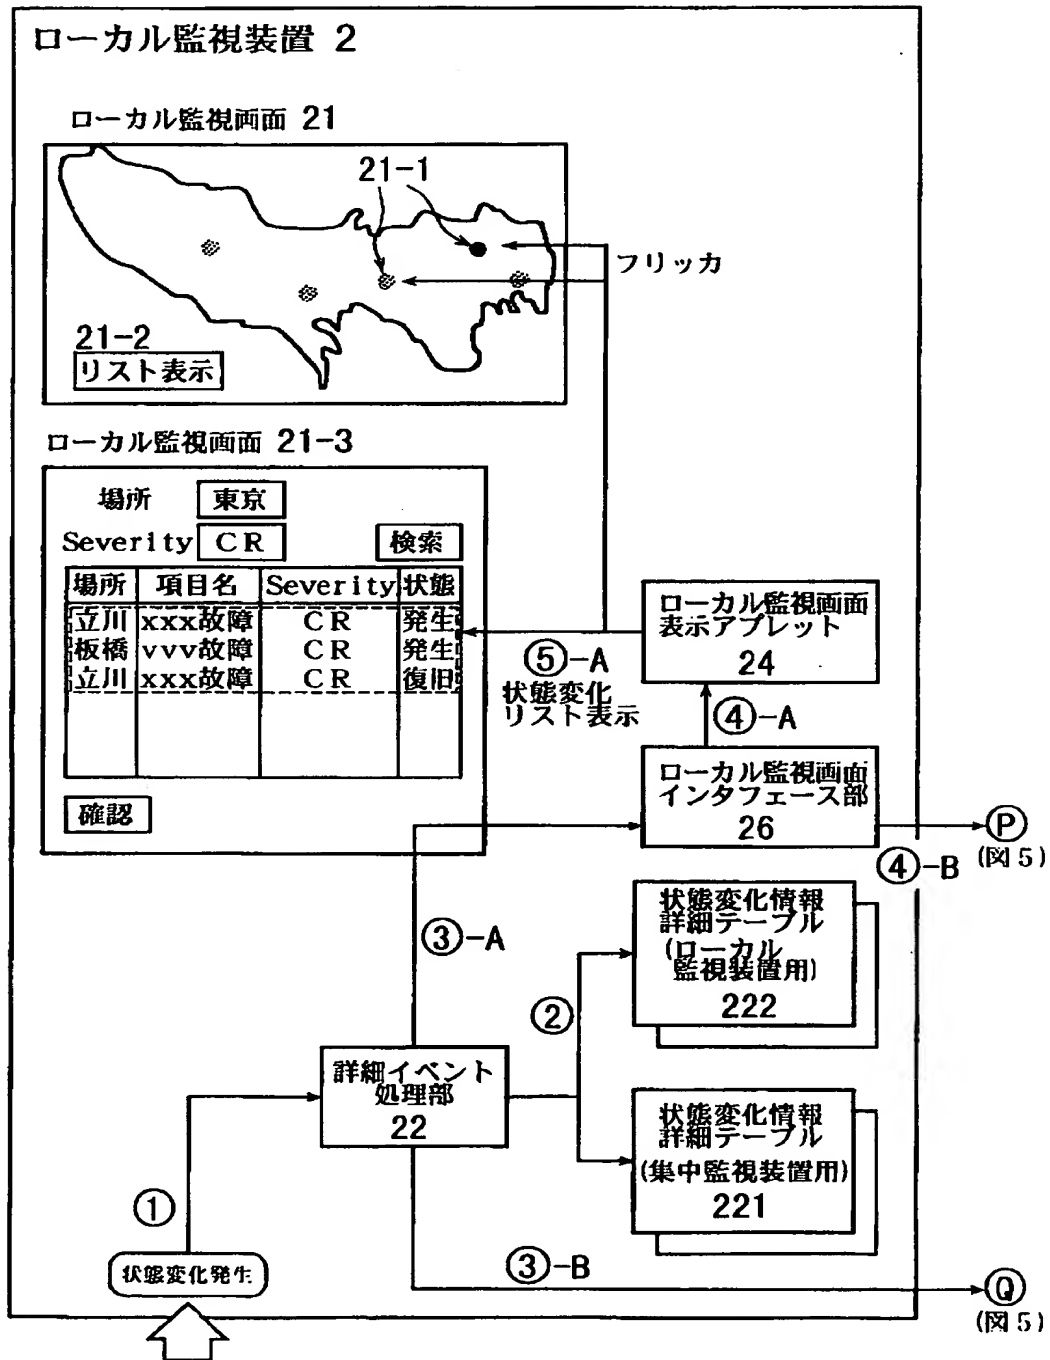 ローカル監視装置 2
ローカル監視画面 21
21-1
フリッカ
21-2
リスト表示
ローカル監視画面 21-3
場所 東京
Severity CR 検索
場所 項目名 Severity 状態
立川 xxx故障 CR 発生
板橋 vvv故障 CR 発生
立川 xxx故障 CR 復旧
確認
ローカル監視画面
表示アプレット
24
⑤-A
状態変化
リスト表示
④-A
ローカル監視画面
インタフェース部
26
P
(図5)
④-B
③-A
状態変化情報
詳細テーブル
(ローカル
監視装置用)
222
②
詳細イベント
処理部
22
状態変化情報
詳細テーブル
(集中監視装置用)
221
①
③-B
状態変化発生
Q
(図5)